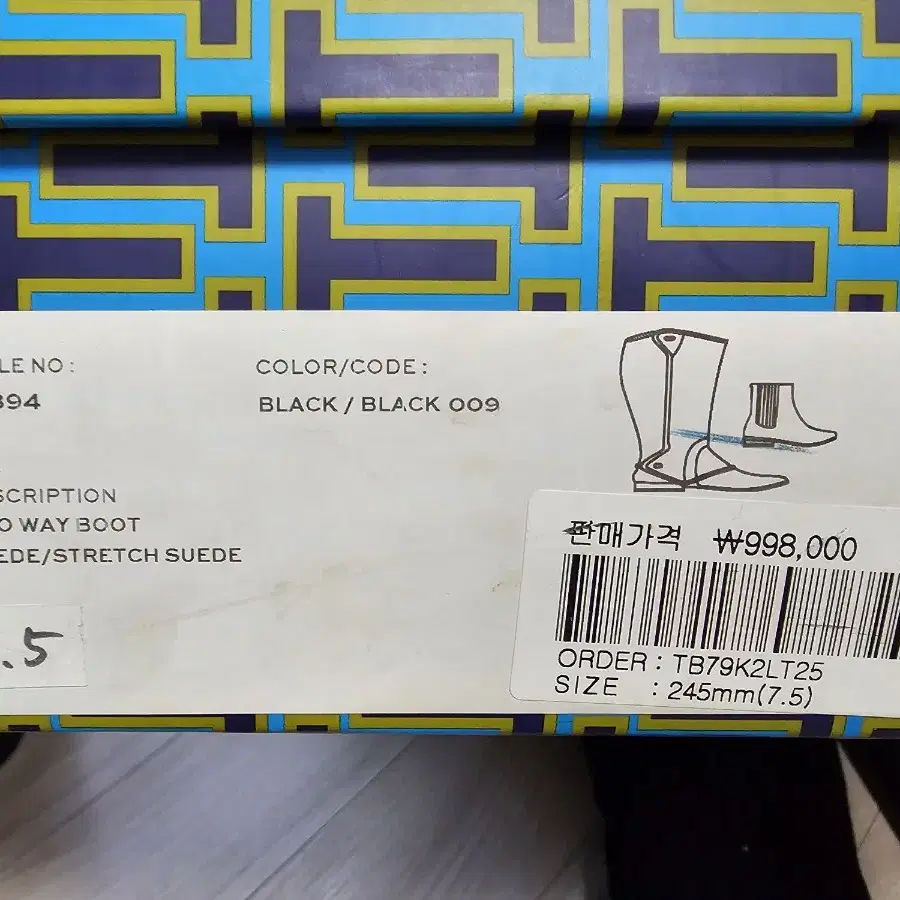 LE NO :
COLOR/CODE :
394
BLACK / BLACK 009
SCRIPTION
O WAY BOOT
EDE/STRETCH SUEDE
.5
판매가격 ₩998,000
ORDER : TB79K2LT25
SIZE : 245mm(7.5)